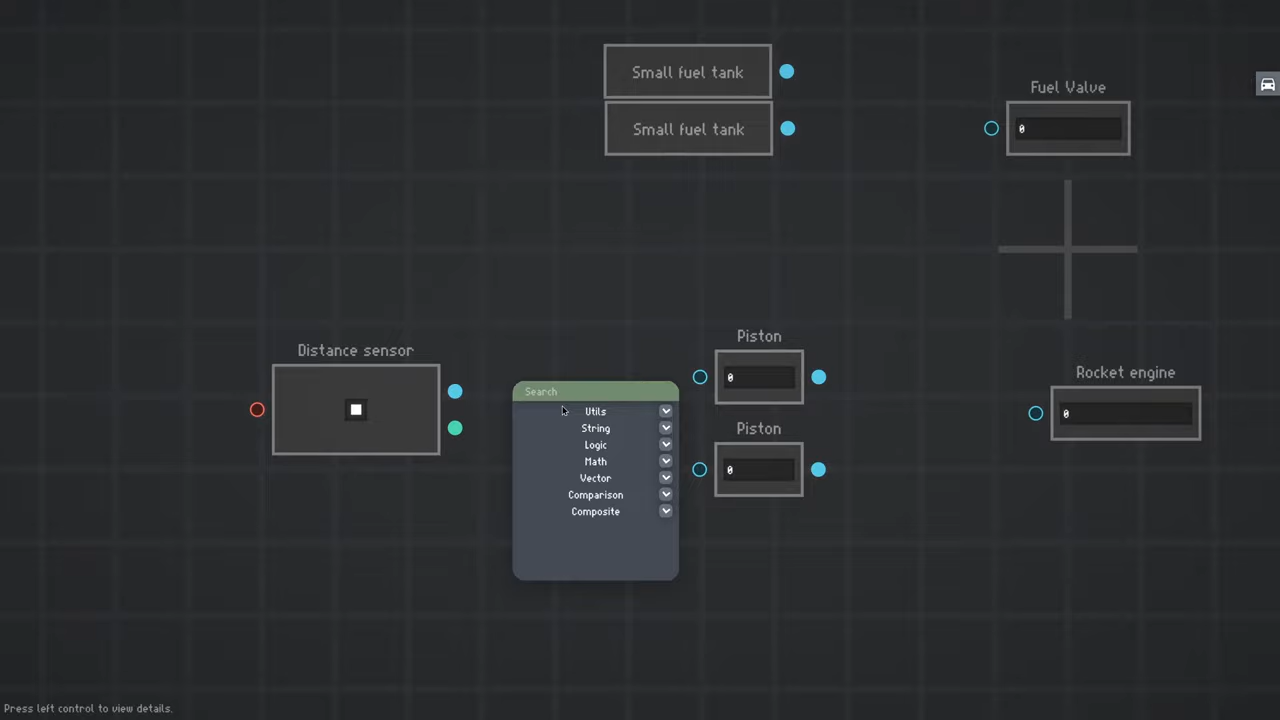 Small fuel tank
Small fuel tank
Fuel Valve
0
Distance sensor
Search
Utils
String
Logic
Math
Vector
Comparison
Composite
Piston
0
Piston
0
Rocket engine
0
Press left control to view details.